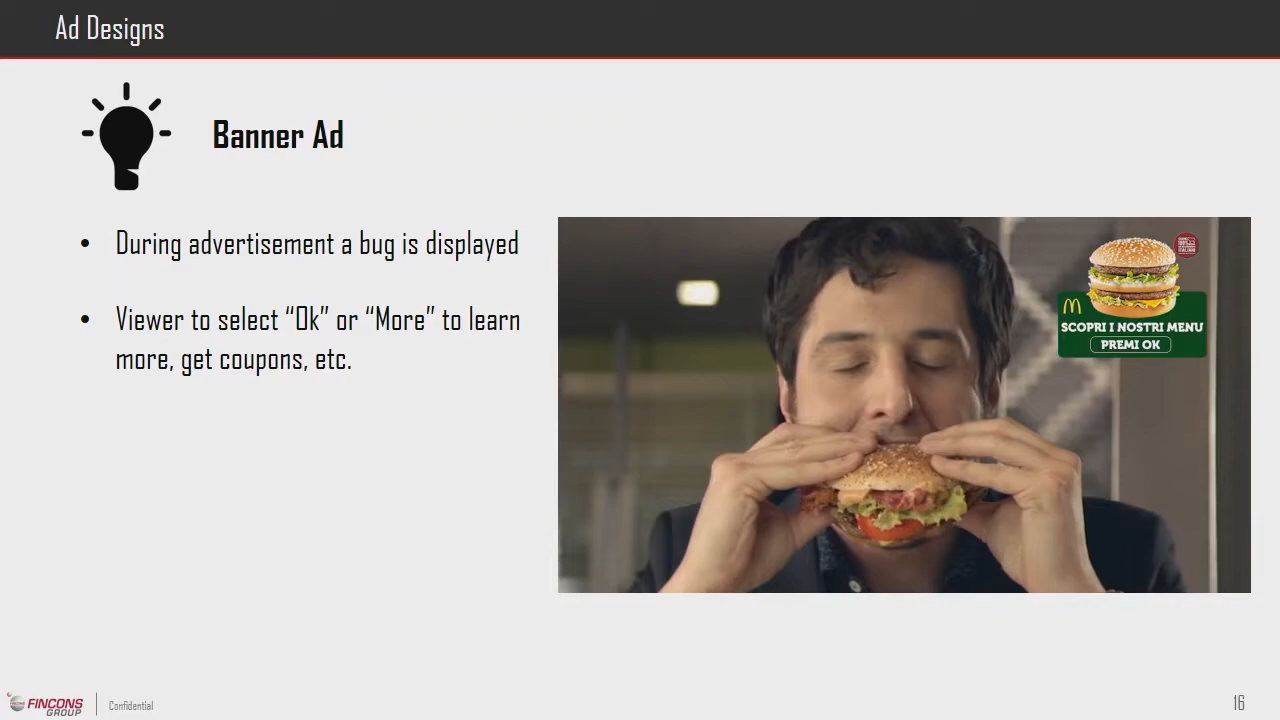 Ad Designs
Banner Ad
• During advertisement a bug is displayed
• Viewer to select “Ok” or “More” to learn
more, get coupons, etc.
SCOPRI I NOSTRI MENU
PREMI OK
FINCONS
GROUP
Confidential
16